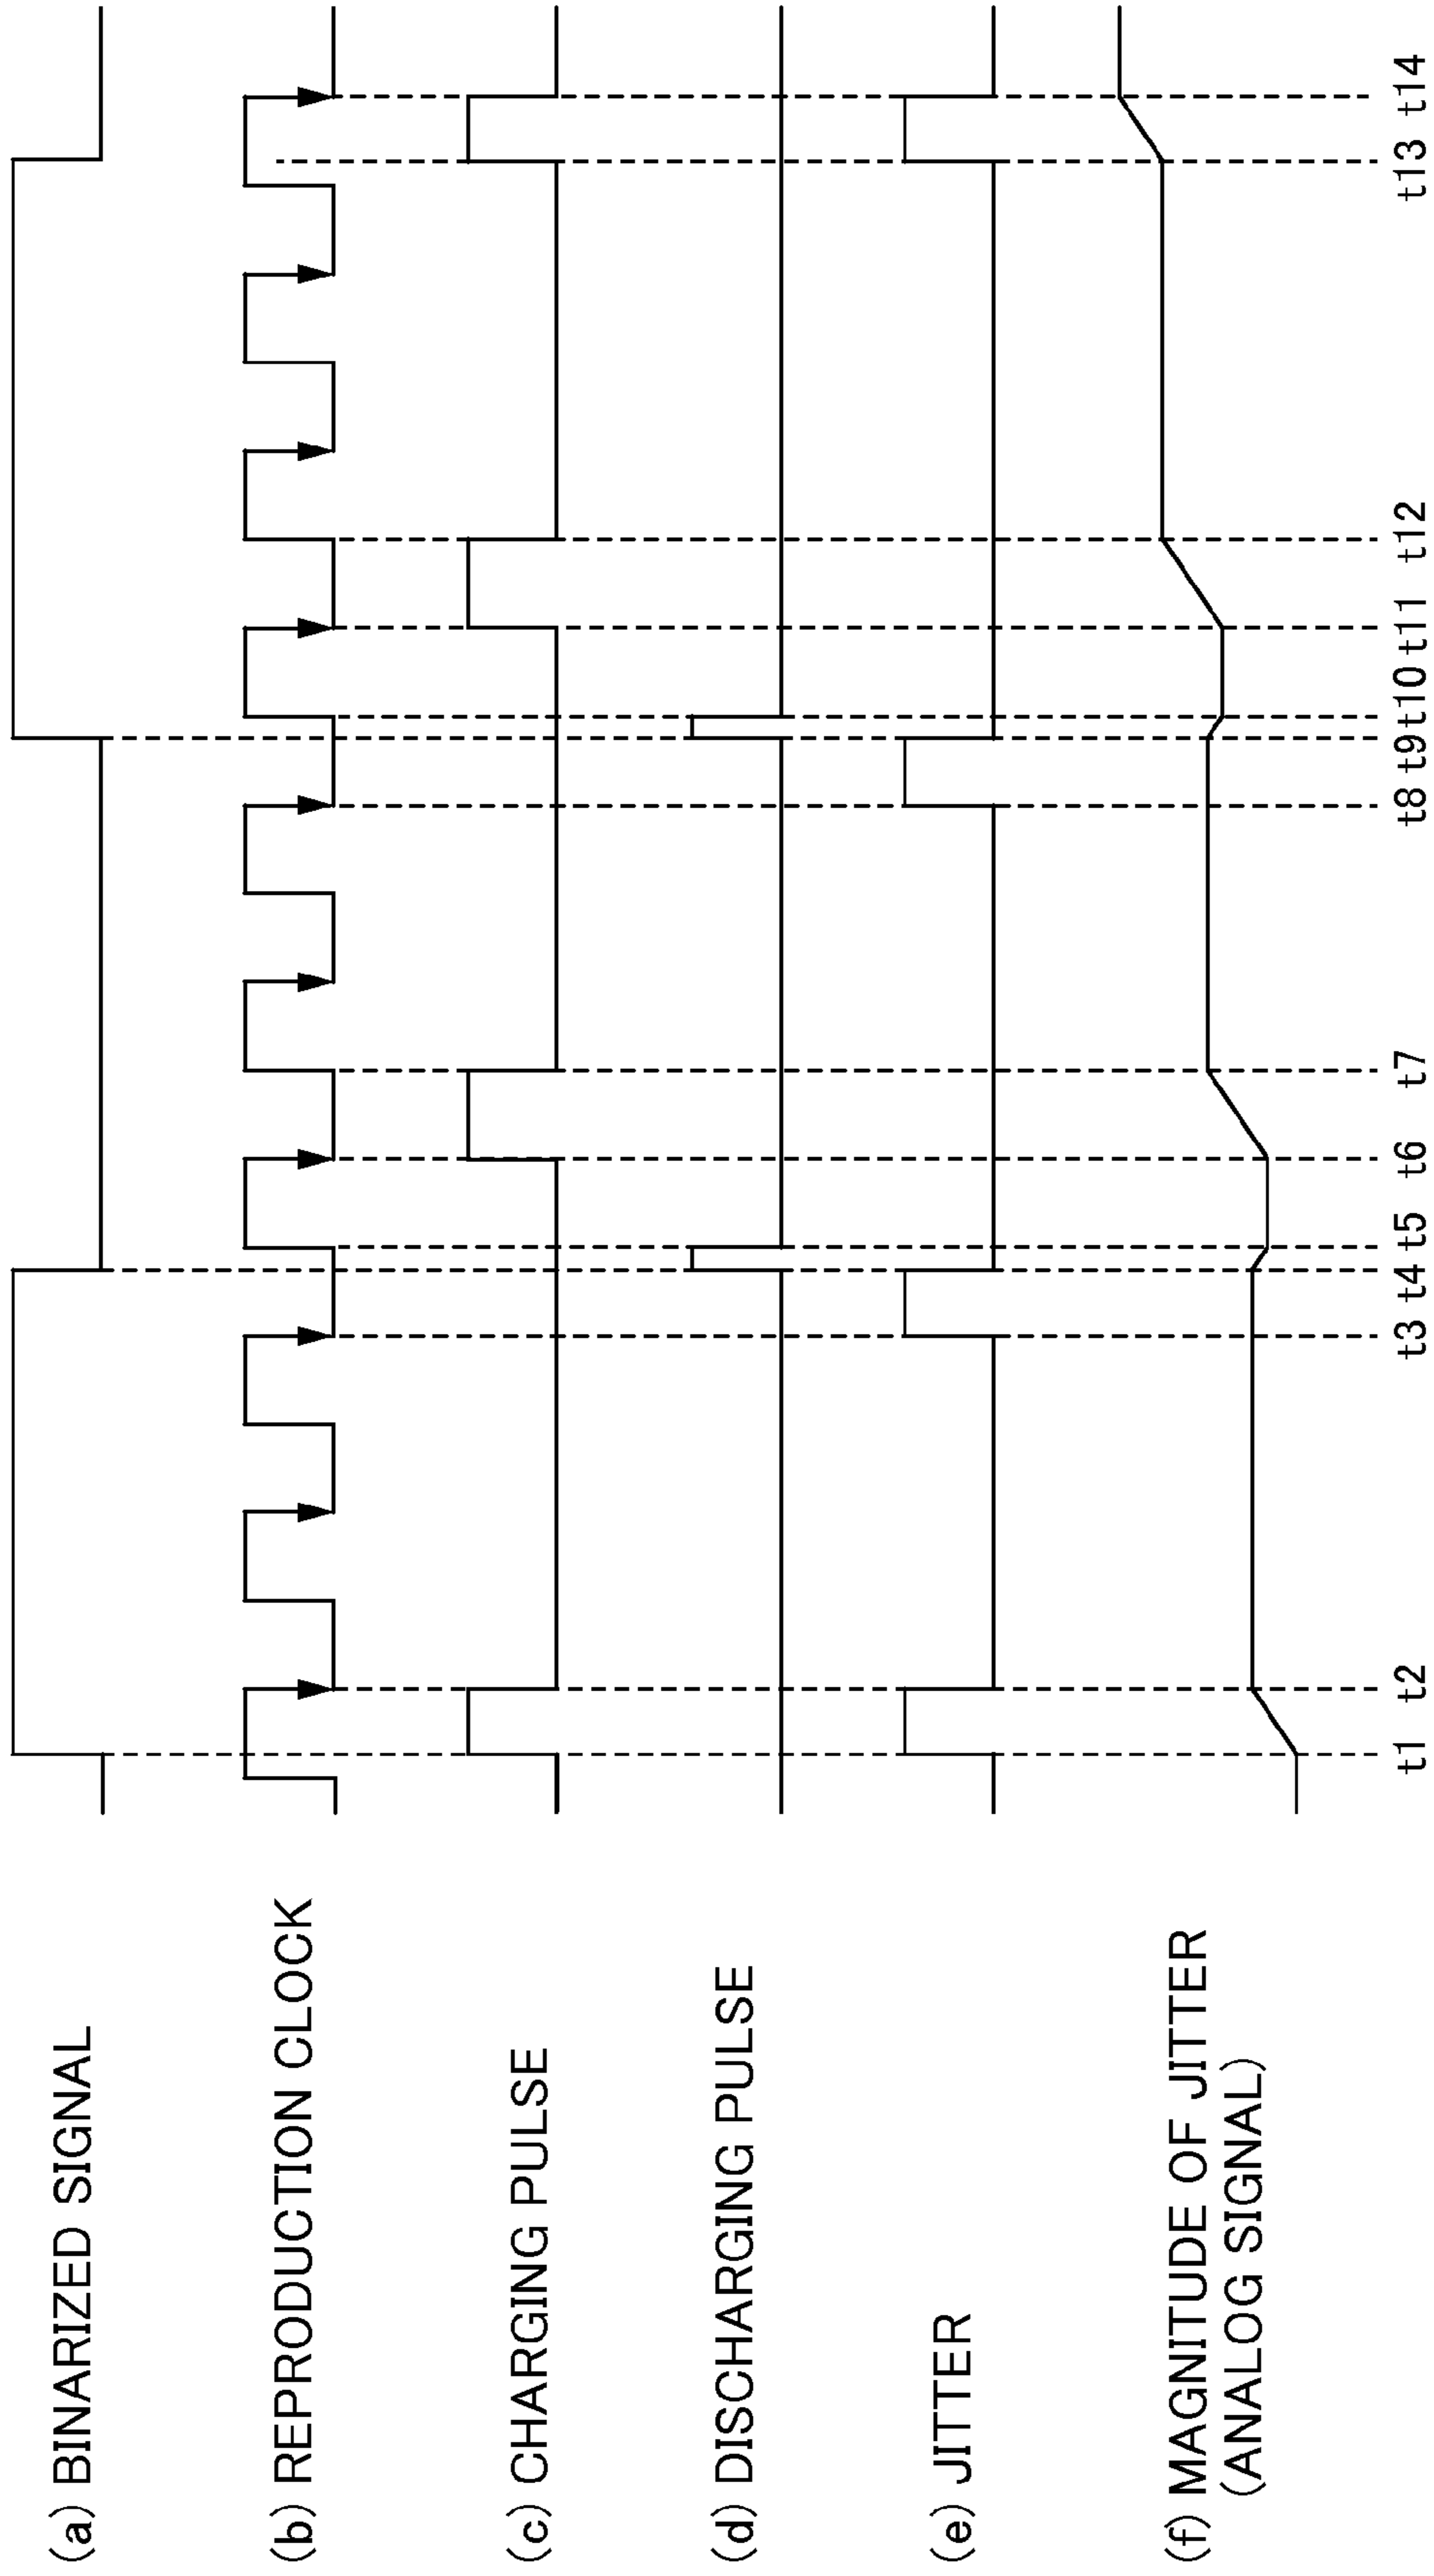 (a) BINARIZED SIGNAL
(b) REPRODUCTION CLOCK
(c) CHARGING PULSE
(d) DISCHARGING PULSE
(e) JITTER
(f) MAGNITUDE OF JITTER
(ANALOG SIGNAL)
t1 t2 t3 t4 t5 t6 t7 t8 t9 t10 t11 t12 t13 t14